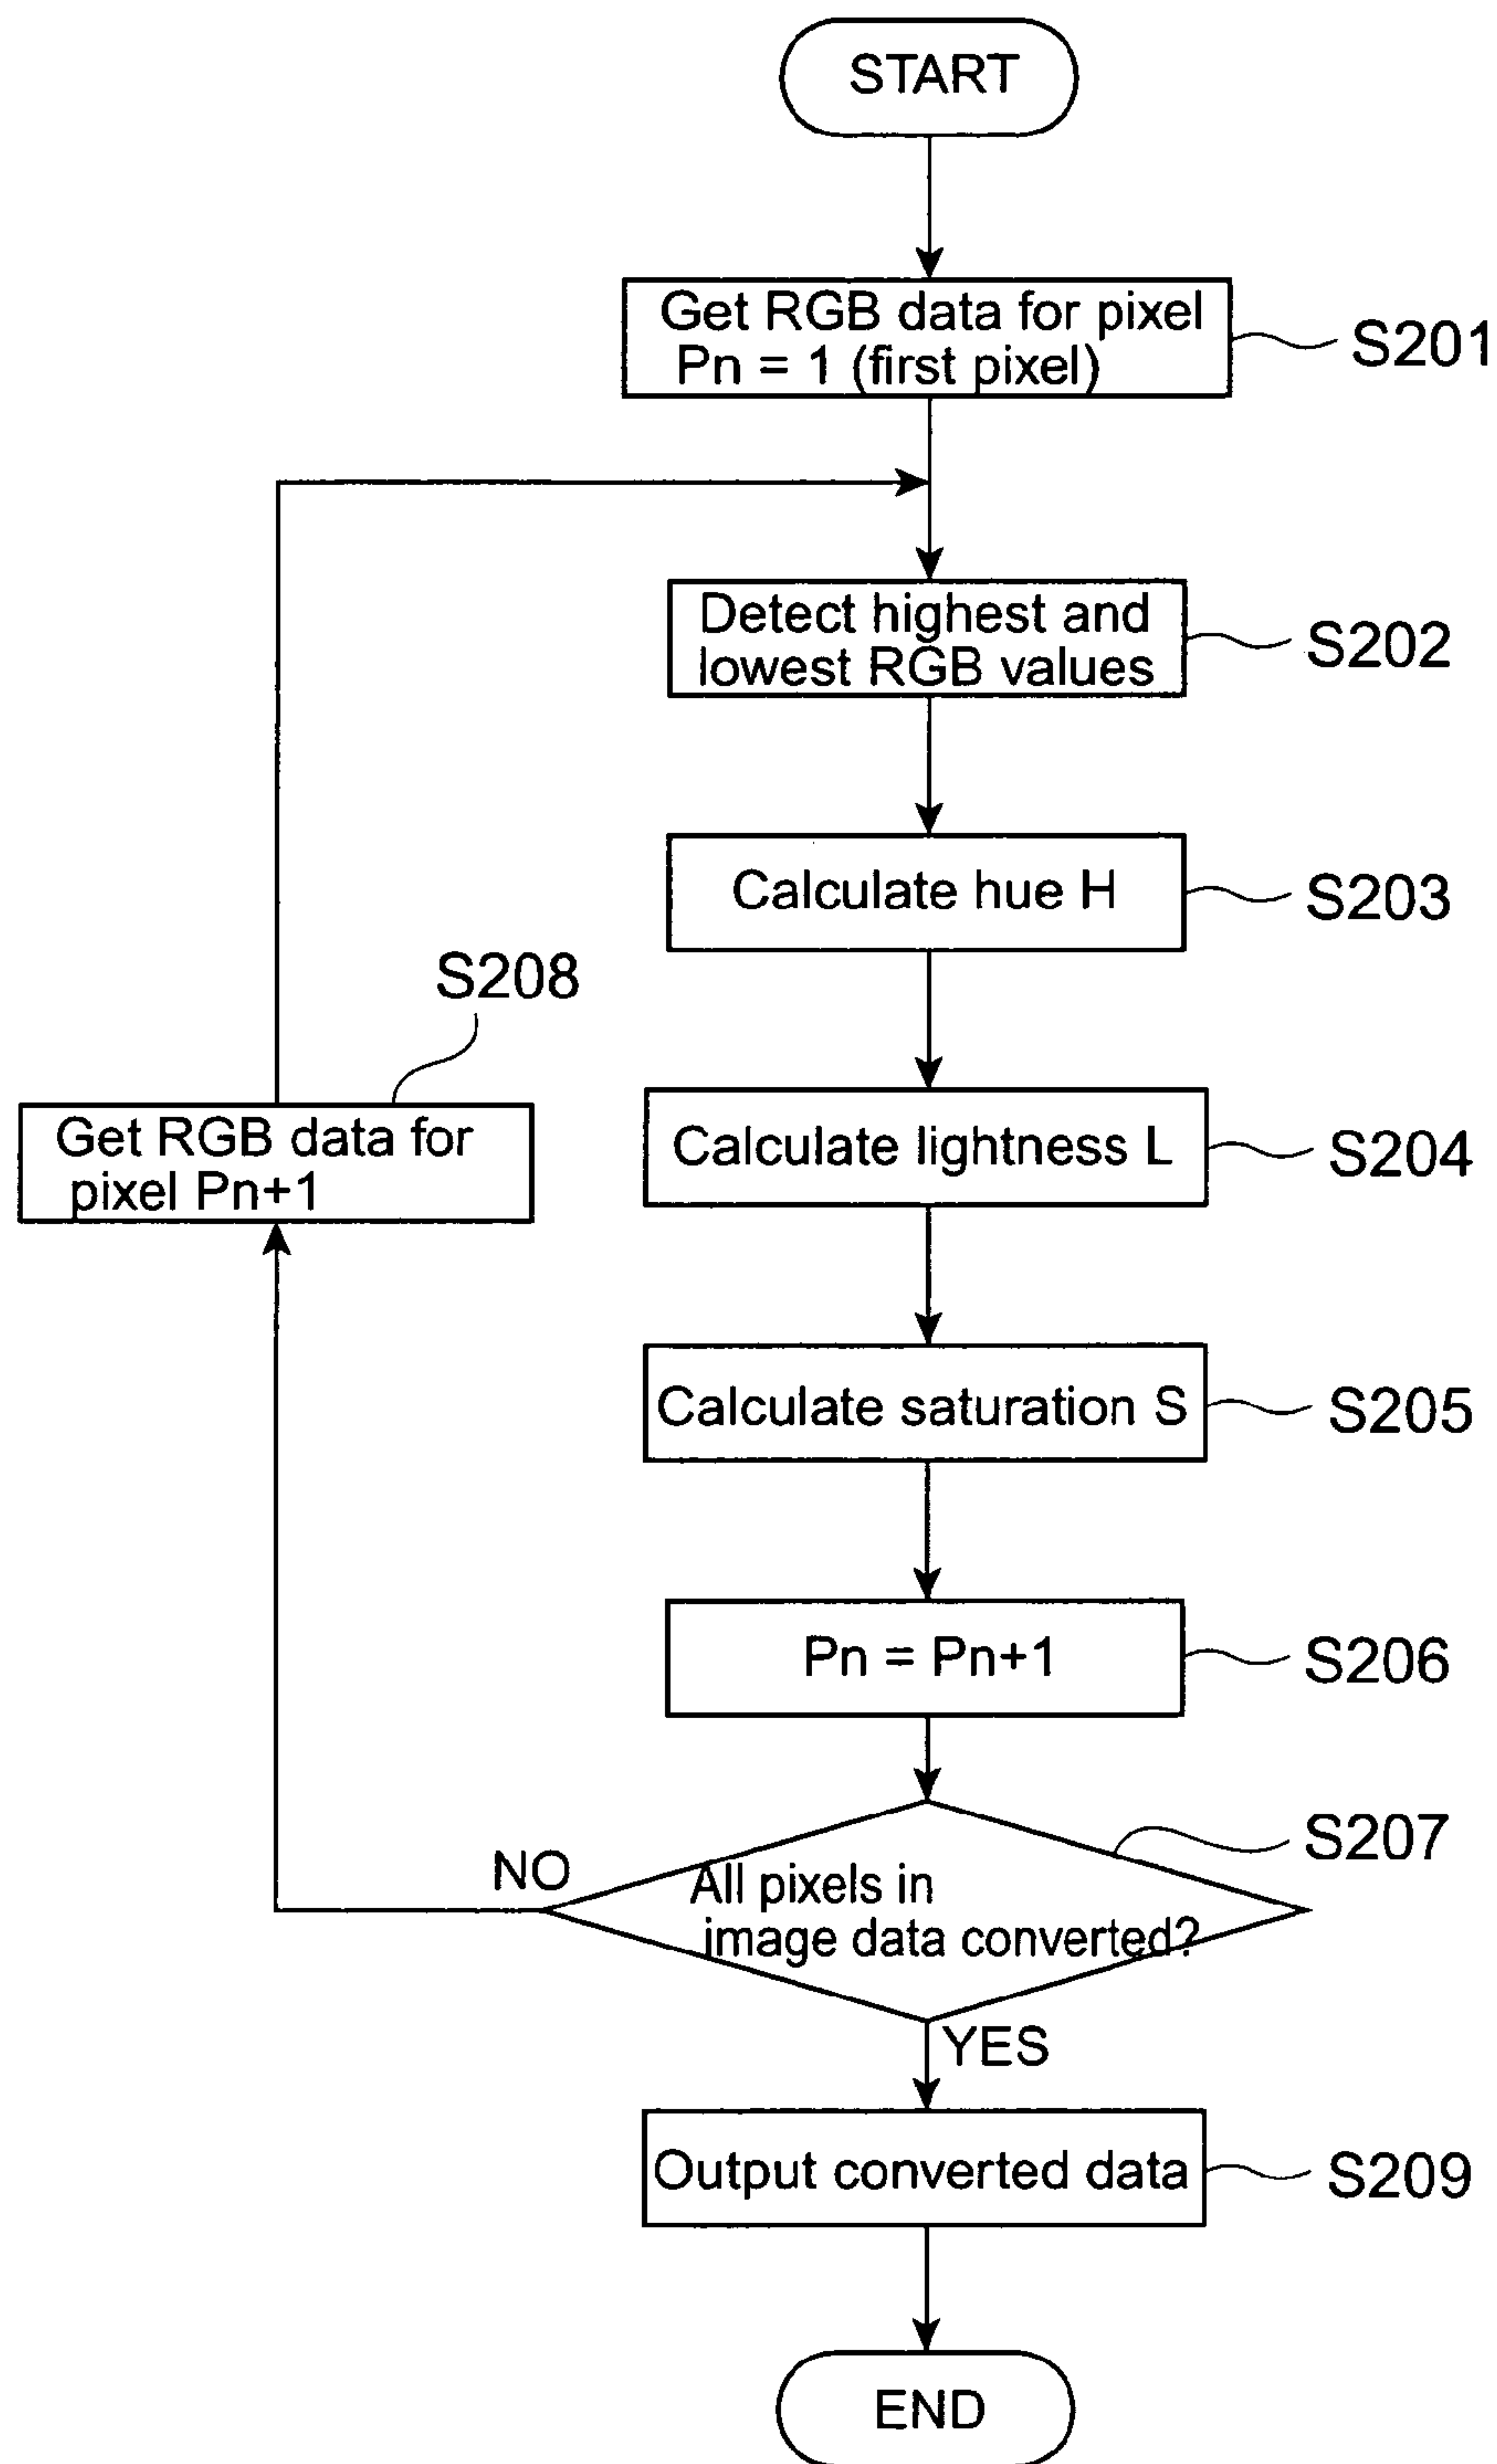 START
Get RGB data for pixel
Pn = 1 (first pixel)
S201
Detect highest and
lowest RGB values
S202
Calculate hue H
S203
S208
Get RGB data for
pixel Pn+1
Calculate lightness L
S204
Calculate saturation S
S205
Pn = Pn+1
S206
S207
NO
All pixels in
image data converted?
YES
Output converted data
S209
END